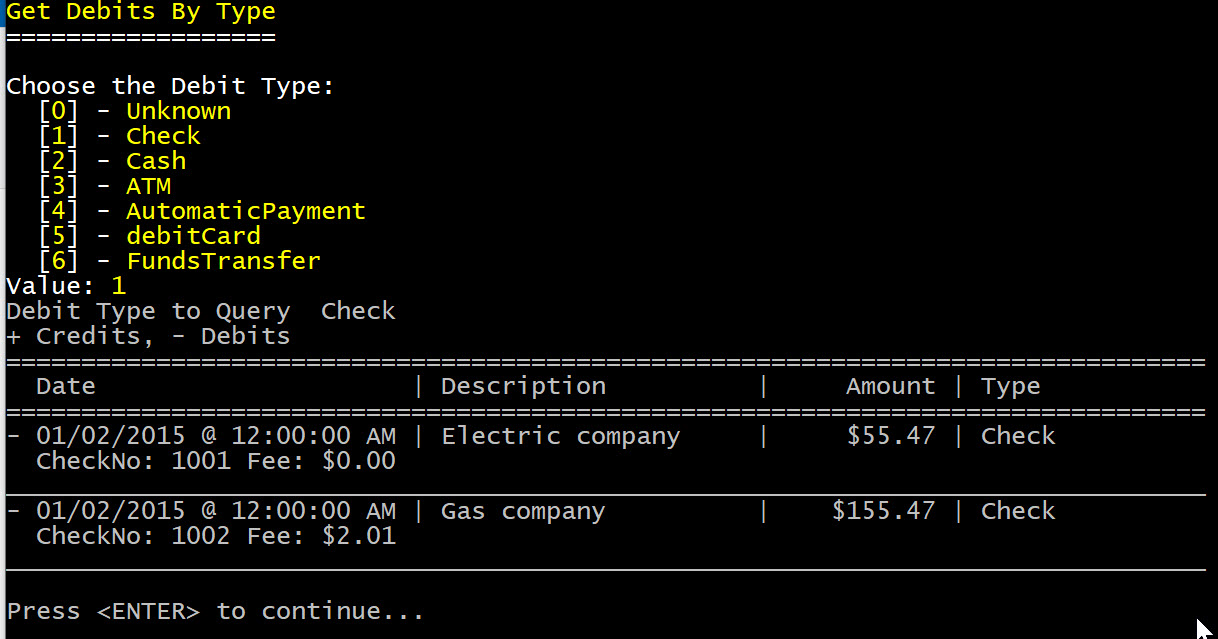 Get Debits By Type
==================
Choose the Debit Type:
[0] - Unknown
[1] - Check
[2] - Cash
[3] - ATM
[4] - AutomaticPayment
[5] - debitCard
[6] - FundsTransfer
Value: 1
Debit Type to Query  Check
+ Credits, - Debits
================================================================================
Date | Description | Amount | Type
================================================================================
- 01/02/2015 @ 12:00:00 AM | Electric company | $55.47 | Check
CheckNo: 1001 Fee: $0.00
________________________________________________________________________________
- 01/02/2015 @ 12:00:00 AM | Gas company | $155.47 | Check
CheckNo: 1002 Fee: $2.01
________________________________________________________________________________
Press <ENTER> to continue...